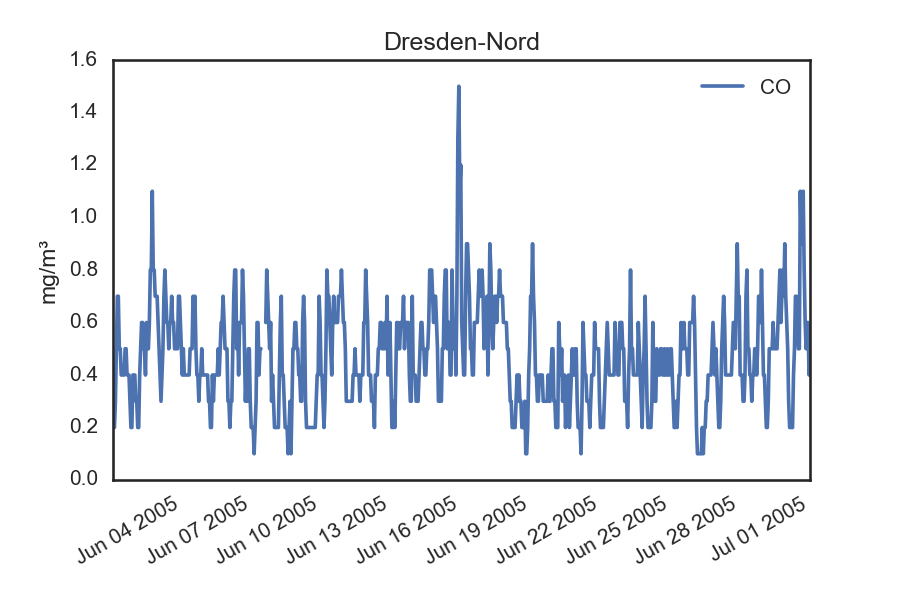 Dresden-Nord
1.6
1.4
1.2
1.0
0.8
0.6
0.4
0.2
0.0
mg/m³
CO
Jun 04 2005
Jun 07 2005
Jun 10 2005
Jun 13 2005
Jun 16 2005
Jun 19 2005
Jun 22 2005
Jun 25 2005
Jun 28 2005
Jul 01 2005